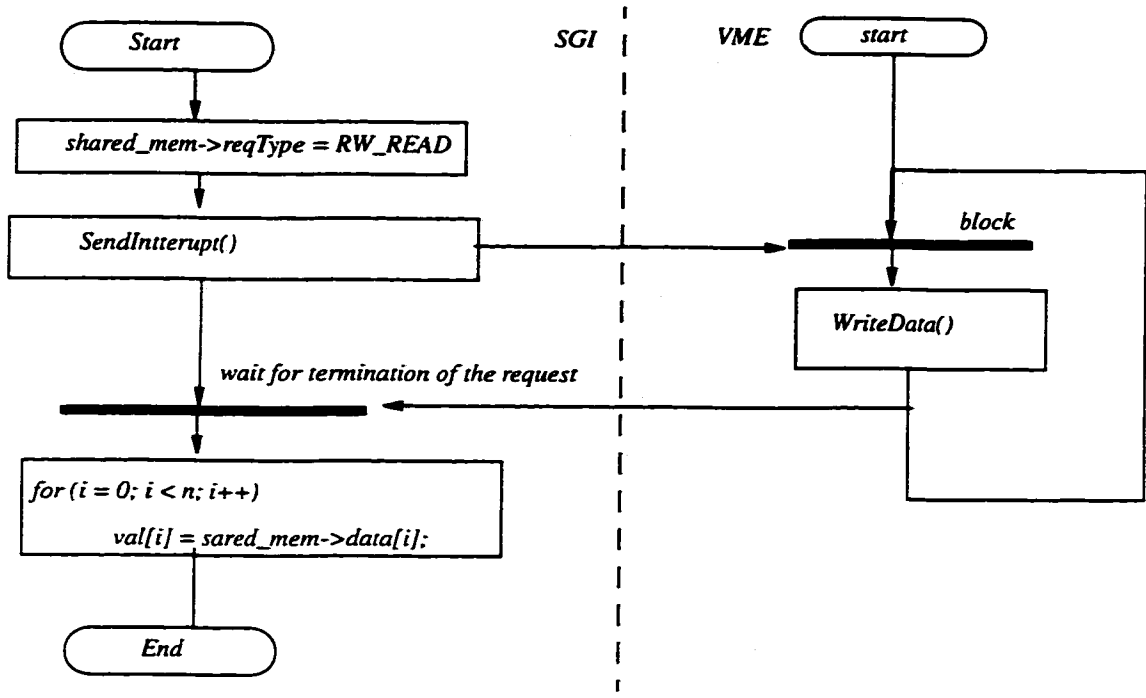 Start
SGI
VME
start
shared_mem->reqType = RW_READ
SendIntterupt()
block
WriteData()
wait for termination of the request
for (i = 0; i < n; i++)
val[i] = sared_mem->data[i];
End